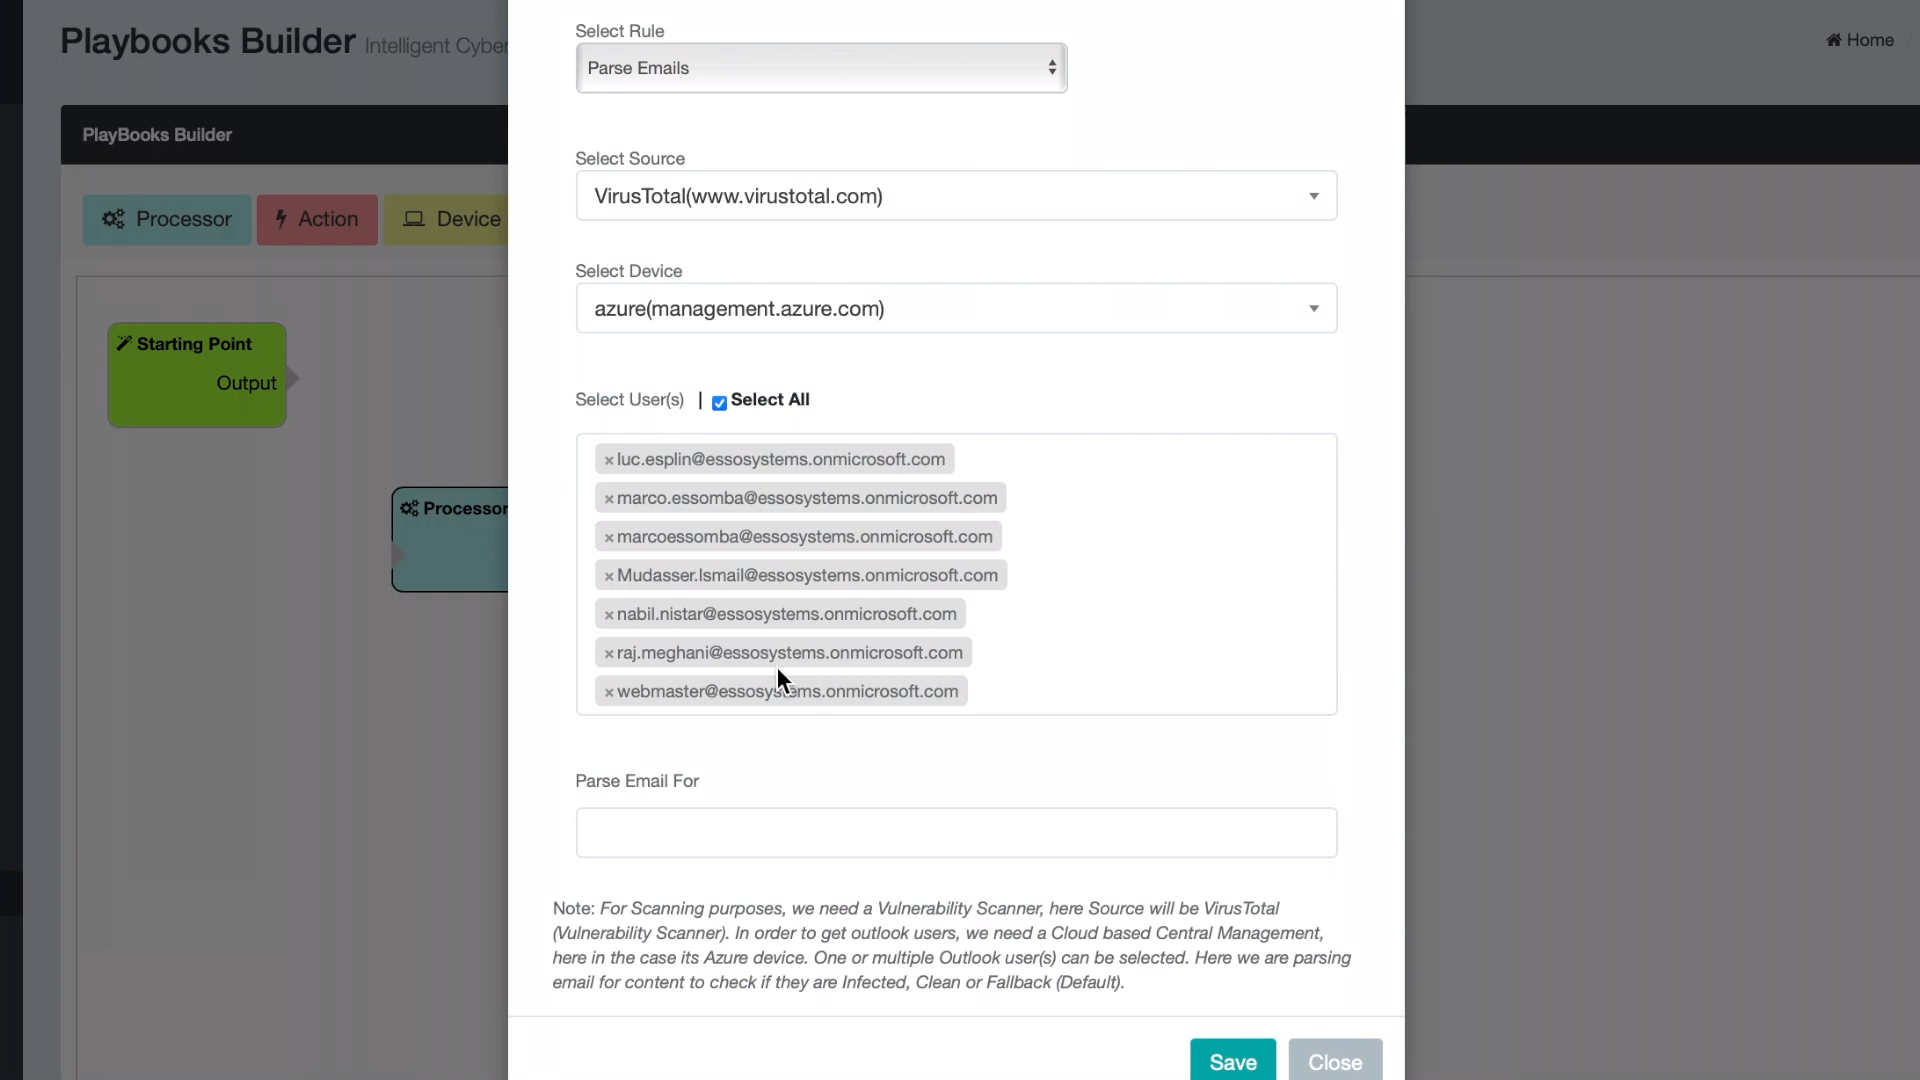 Playbooks Builder Intelligent Cyber
Home
PlayBooks Builder
Processor
Action
Device
Starting Point
Output
Processor
Select Rule
Parse Emails
Select Source
VirusTotal(www.virustotal.com)
Select Device
azure(management.azure.com)
Select User(s) | Select All
×luc.esplin@essosystems.onmicrosoft.com
×marco.essomba@essosystems.onmicrosoft.com
×marcoessomba@essosystems.onmicrosoft.com
×Mudasser.Ismail@essosystems.onmicrosoft.com
×nabil.nistar@essosystems.onmicrosoft.com
×raj.meghani@essosystems.onmicrosoft.com
×webmaster@essosystems.onmicrosoft.com
Parse Email For
Note: For Scanning purposes, we need a Vulnerability Scanner, here Source will be VirusTotal
(Vulnerability Scanner). In order to get outlook users, we need a Cloud based Central Management,
here in the case its Azure device. One or multiple Outlook user(s) can be selected. Here we are parsing
email for content to check if they are Infected, Clean or Fallback (Default).
Save
Close